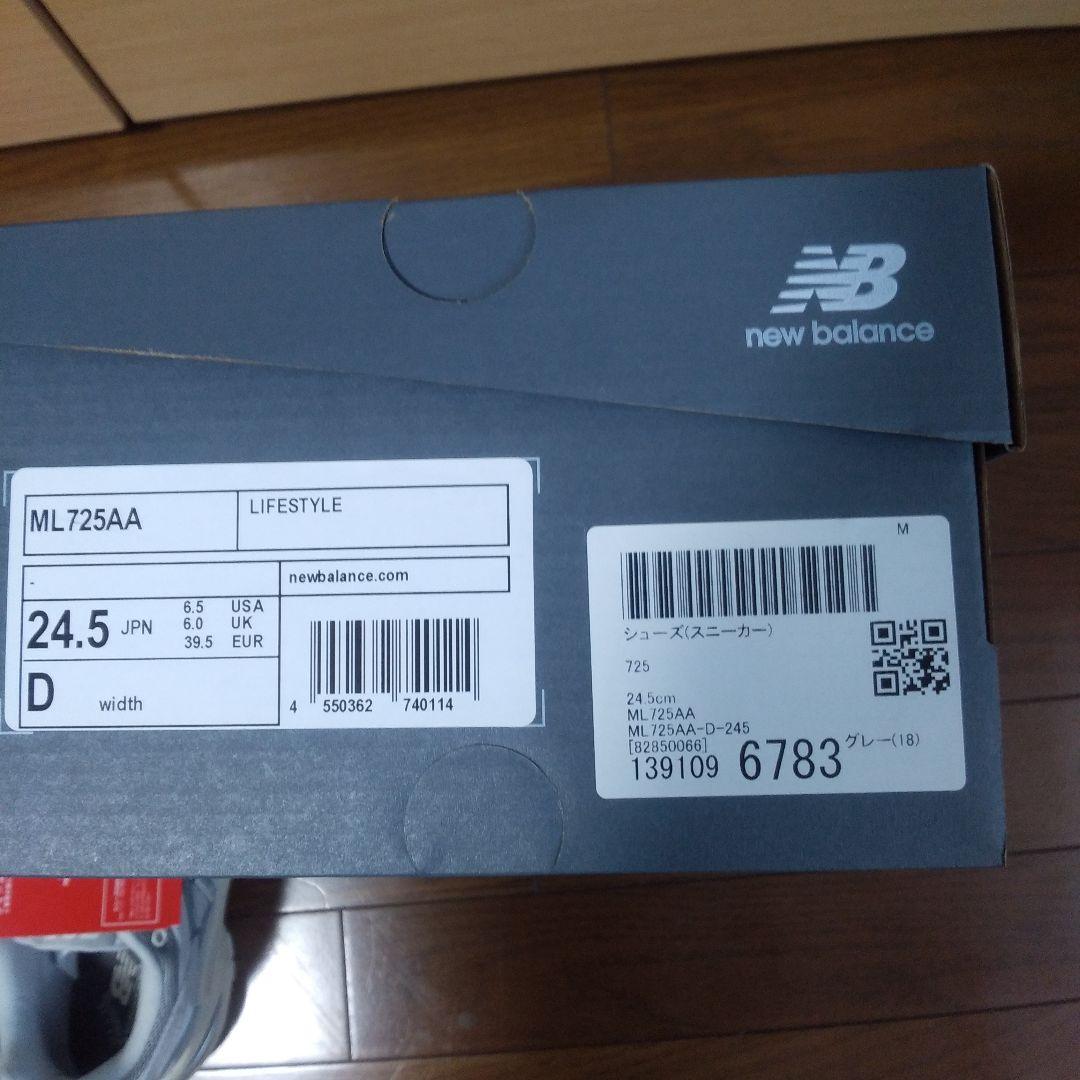 NB
new balance
ML725AA
LIFESTYLE
-
newbalance.com
24.5 JPN
6.5 USA
6.0 UK
39.5 EUR
D width
4 550362 740114
M
シューズ(スニーカー)
725
24.5cm
ML725AA
ML725AA-D-245
[82850066]
139109 6783 グレー(18)